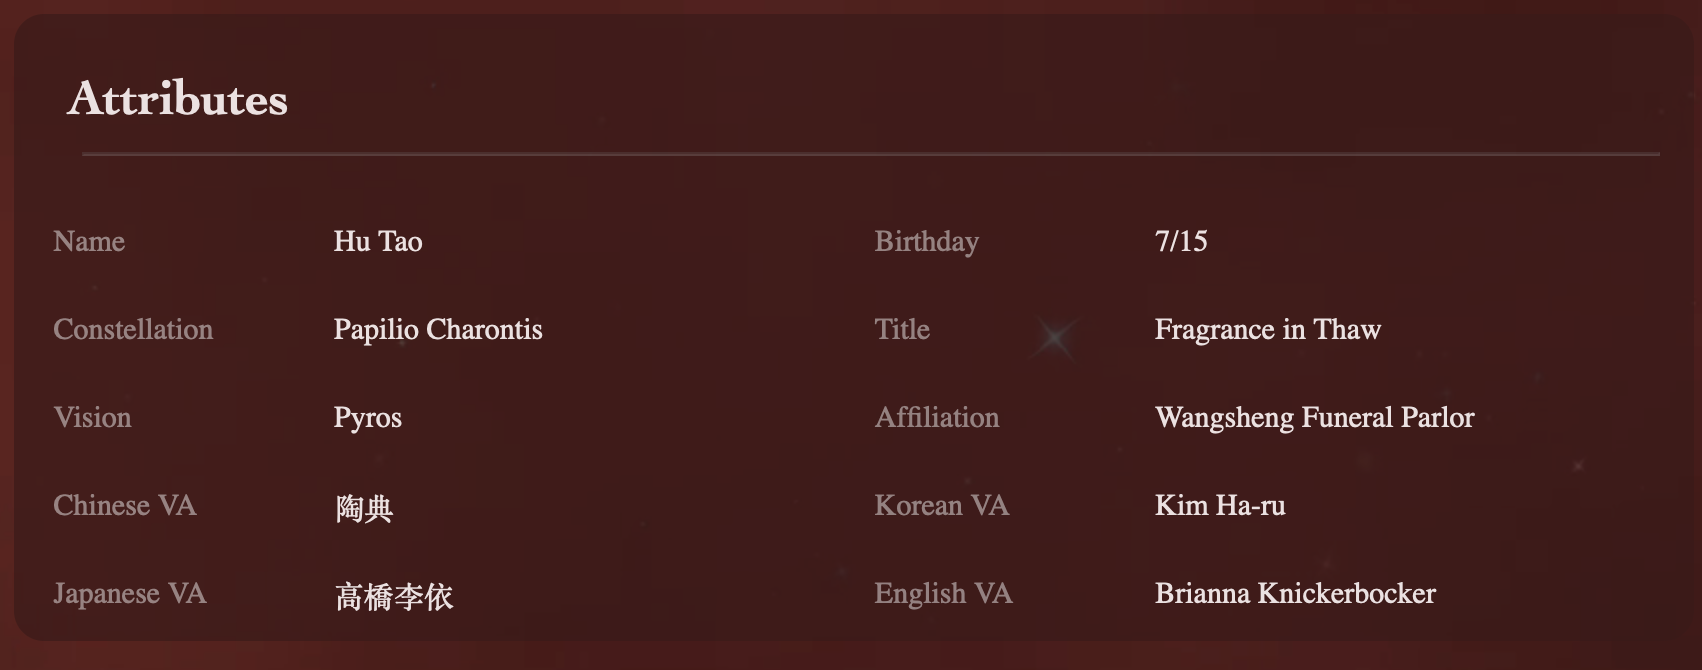 Attributes
Name Hu Tao Birthday 7/15
Constellation Papilio Charontis Title Fragrance in Thaw
Vision Pyros Affiliation Wangsheng Funeral Parlor
Chinese VA 陶典 Korean VA Kim Ha-ru
Japanese VA 高橋李依 English VA Brianna Knickerbocker